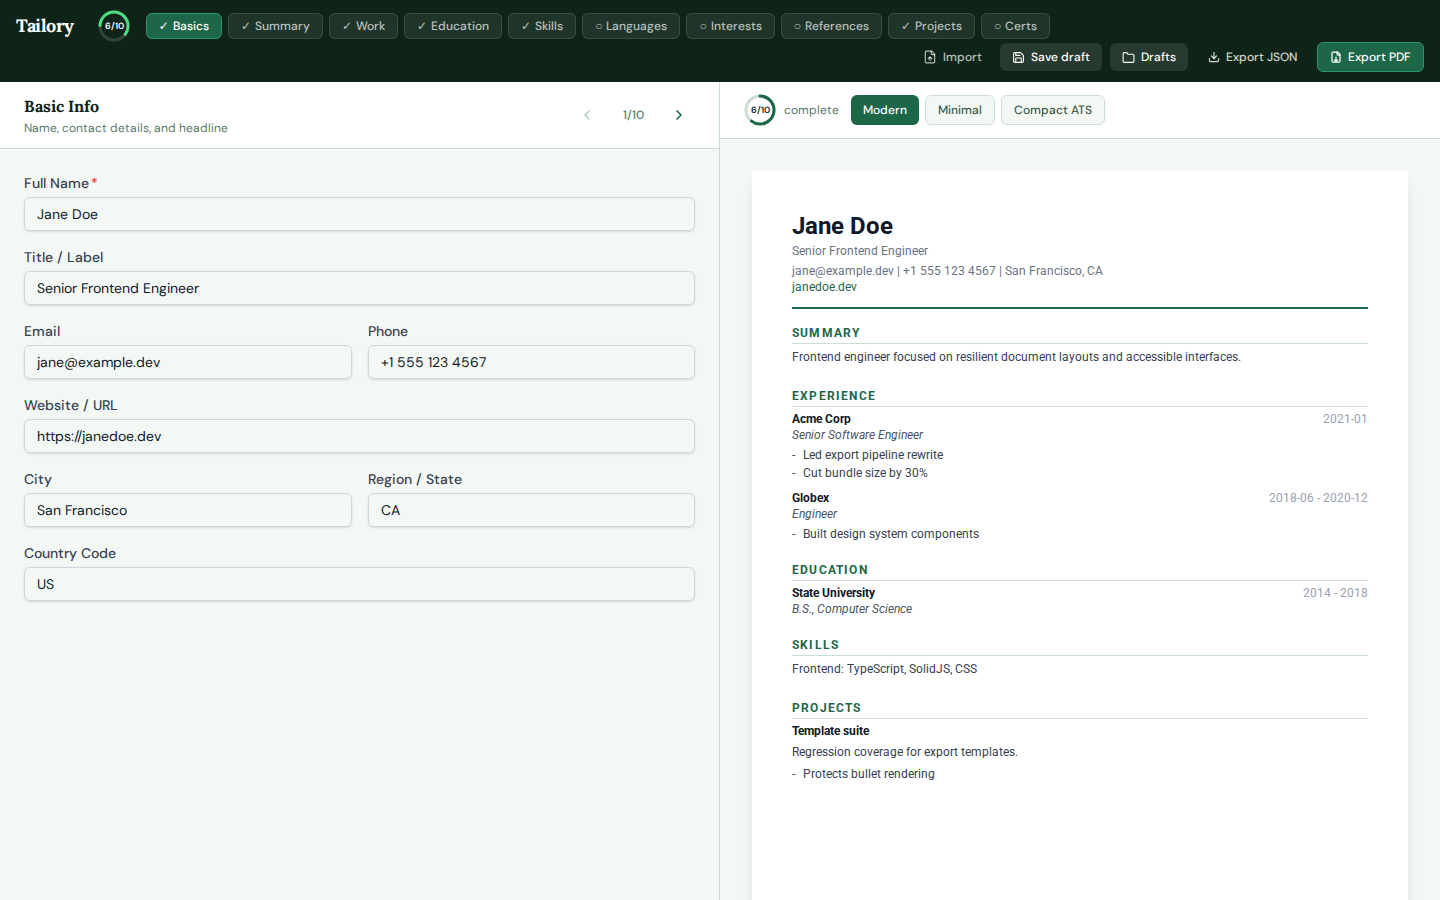 Tailory 6/10 ✓ Basics ✓ Summary ✓ Work ✓ Education ✓ Skills ○ Languages ○ Interests ○ References ✓ Projects ○ Certs
Import Save draft Drafts Export JSON Export PDF
Basic Info
Name, contact details, and headline
1/10
Full Name*
Jane Doe
Title / Label
Senior Frontend Engineer
Email Phone
jane@example.dev +1 555 123 4567
Website / URL
https://janedoe.dev
City Region / State
San Francisco CA
Country Code
US
6/10 complete Modern Minimal Compact ATS
Jane Doe
Senior Frontend Engineer
jane@example.dev | +1 555 123 4567 | San Francisco, CA
janedoe.dev
SUMMARY
Frontend engineer focused on resilient document layouts and accessible interfaces.
EXPERIENCE
Acme Corp 2021-01
Senior Software Engineer
- Led export pipeline rewrite
- Cut bundle size by 30%
Globex 2018-06 - 2020-12
Engineer
- Built design system components
EDUCATION
State University 2014 - 2018
B.S., Computer Science
SKILLS
Frontend: TypeScript, SolidJS, CSS
PROJECTS
Template suite
Regression coverage for export templates.
- Protects bullet rendering